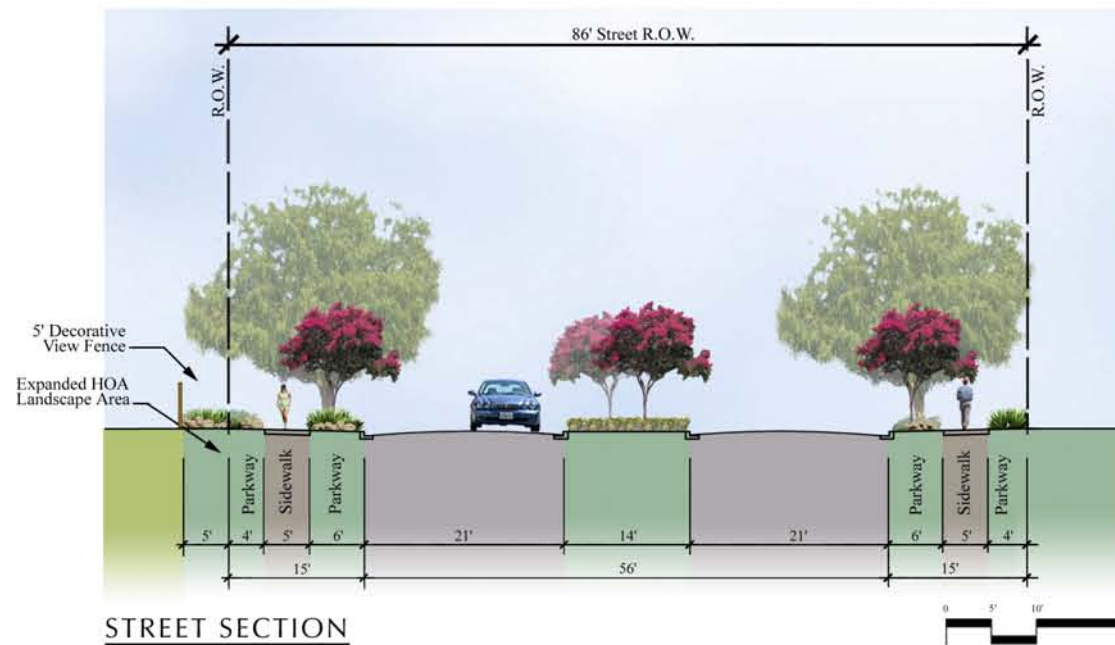 86' Street R.O.W.
R.O.W.
R.O.W.
5' Decorative
View Fence
Expanded HOA
Landscape Area
Parkway
Sidewalk
Parkway
Parkway
Sidewalk
Parkway
5' 4' 5' 6' 21' 14' 21' 6' 5' 4'
15' 56' 15'
STREET SECTION
0 5' 10'